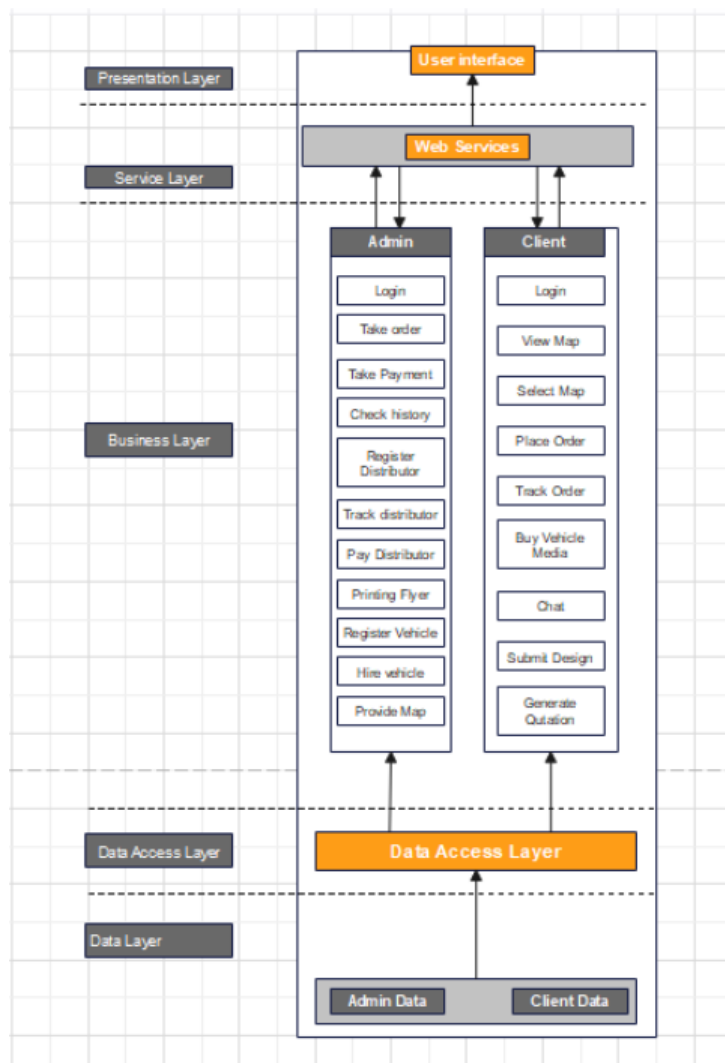 User interface
Presentation Layer
Web Services
Service Layer
Admin
Client
Login
Take order
Take Payment
Check history
Register
Distributor
Track distributor
Pay Distributor
Printing Flyer
Register Vehicle
Hire vehicle
Provide Map
Login
View Map
Select Map
Place Order
Track Order
Buy Vehicle
Media
Chat
Submit Design
Generate
Qutation
Business Layer
Data Access Layer
Data Access Layer
Data Layer
Admin Data
Client Data